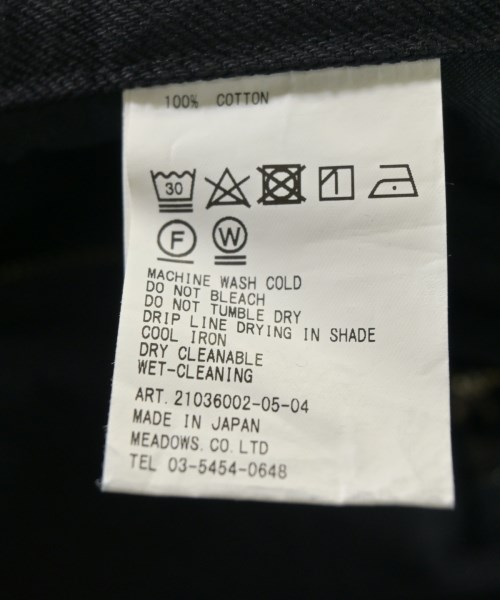 100% COTTON
30
F W
MACHINE WASH COLD
DO NOT BLEACH
DO NOT TUMBLE DRY
DRIP LINE DRYING IN SHADE
COOL IRON
DRY CLEANABLE
WET-CLEANING
ART. 21036002-05-04
MADE IN JAPAN
MEADOWS. CO. LTD
TEL 03-5454-0648